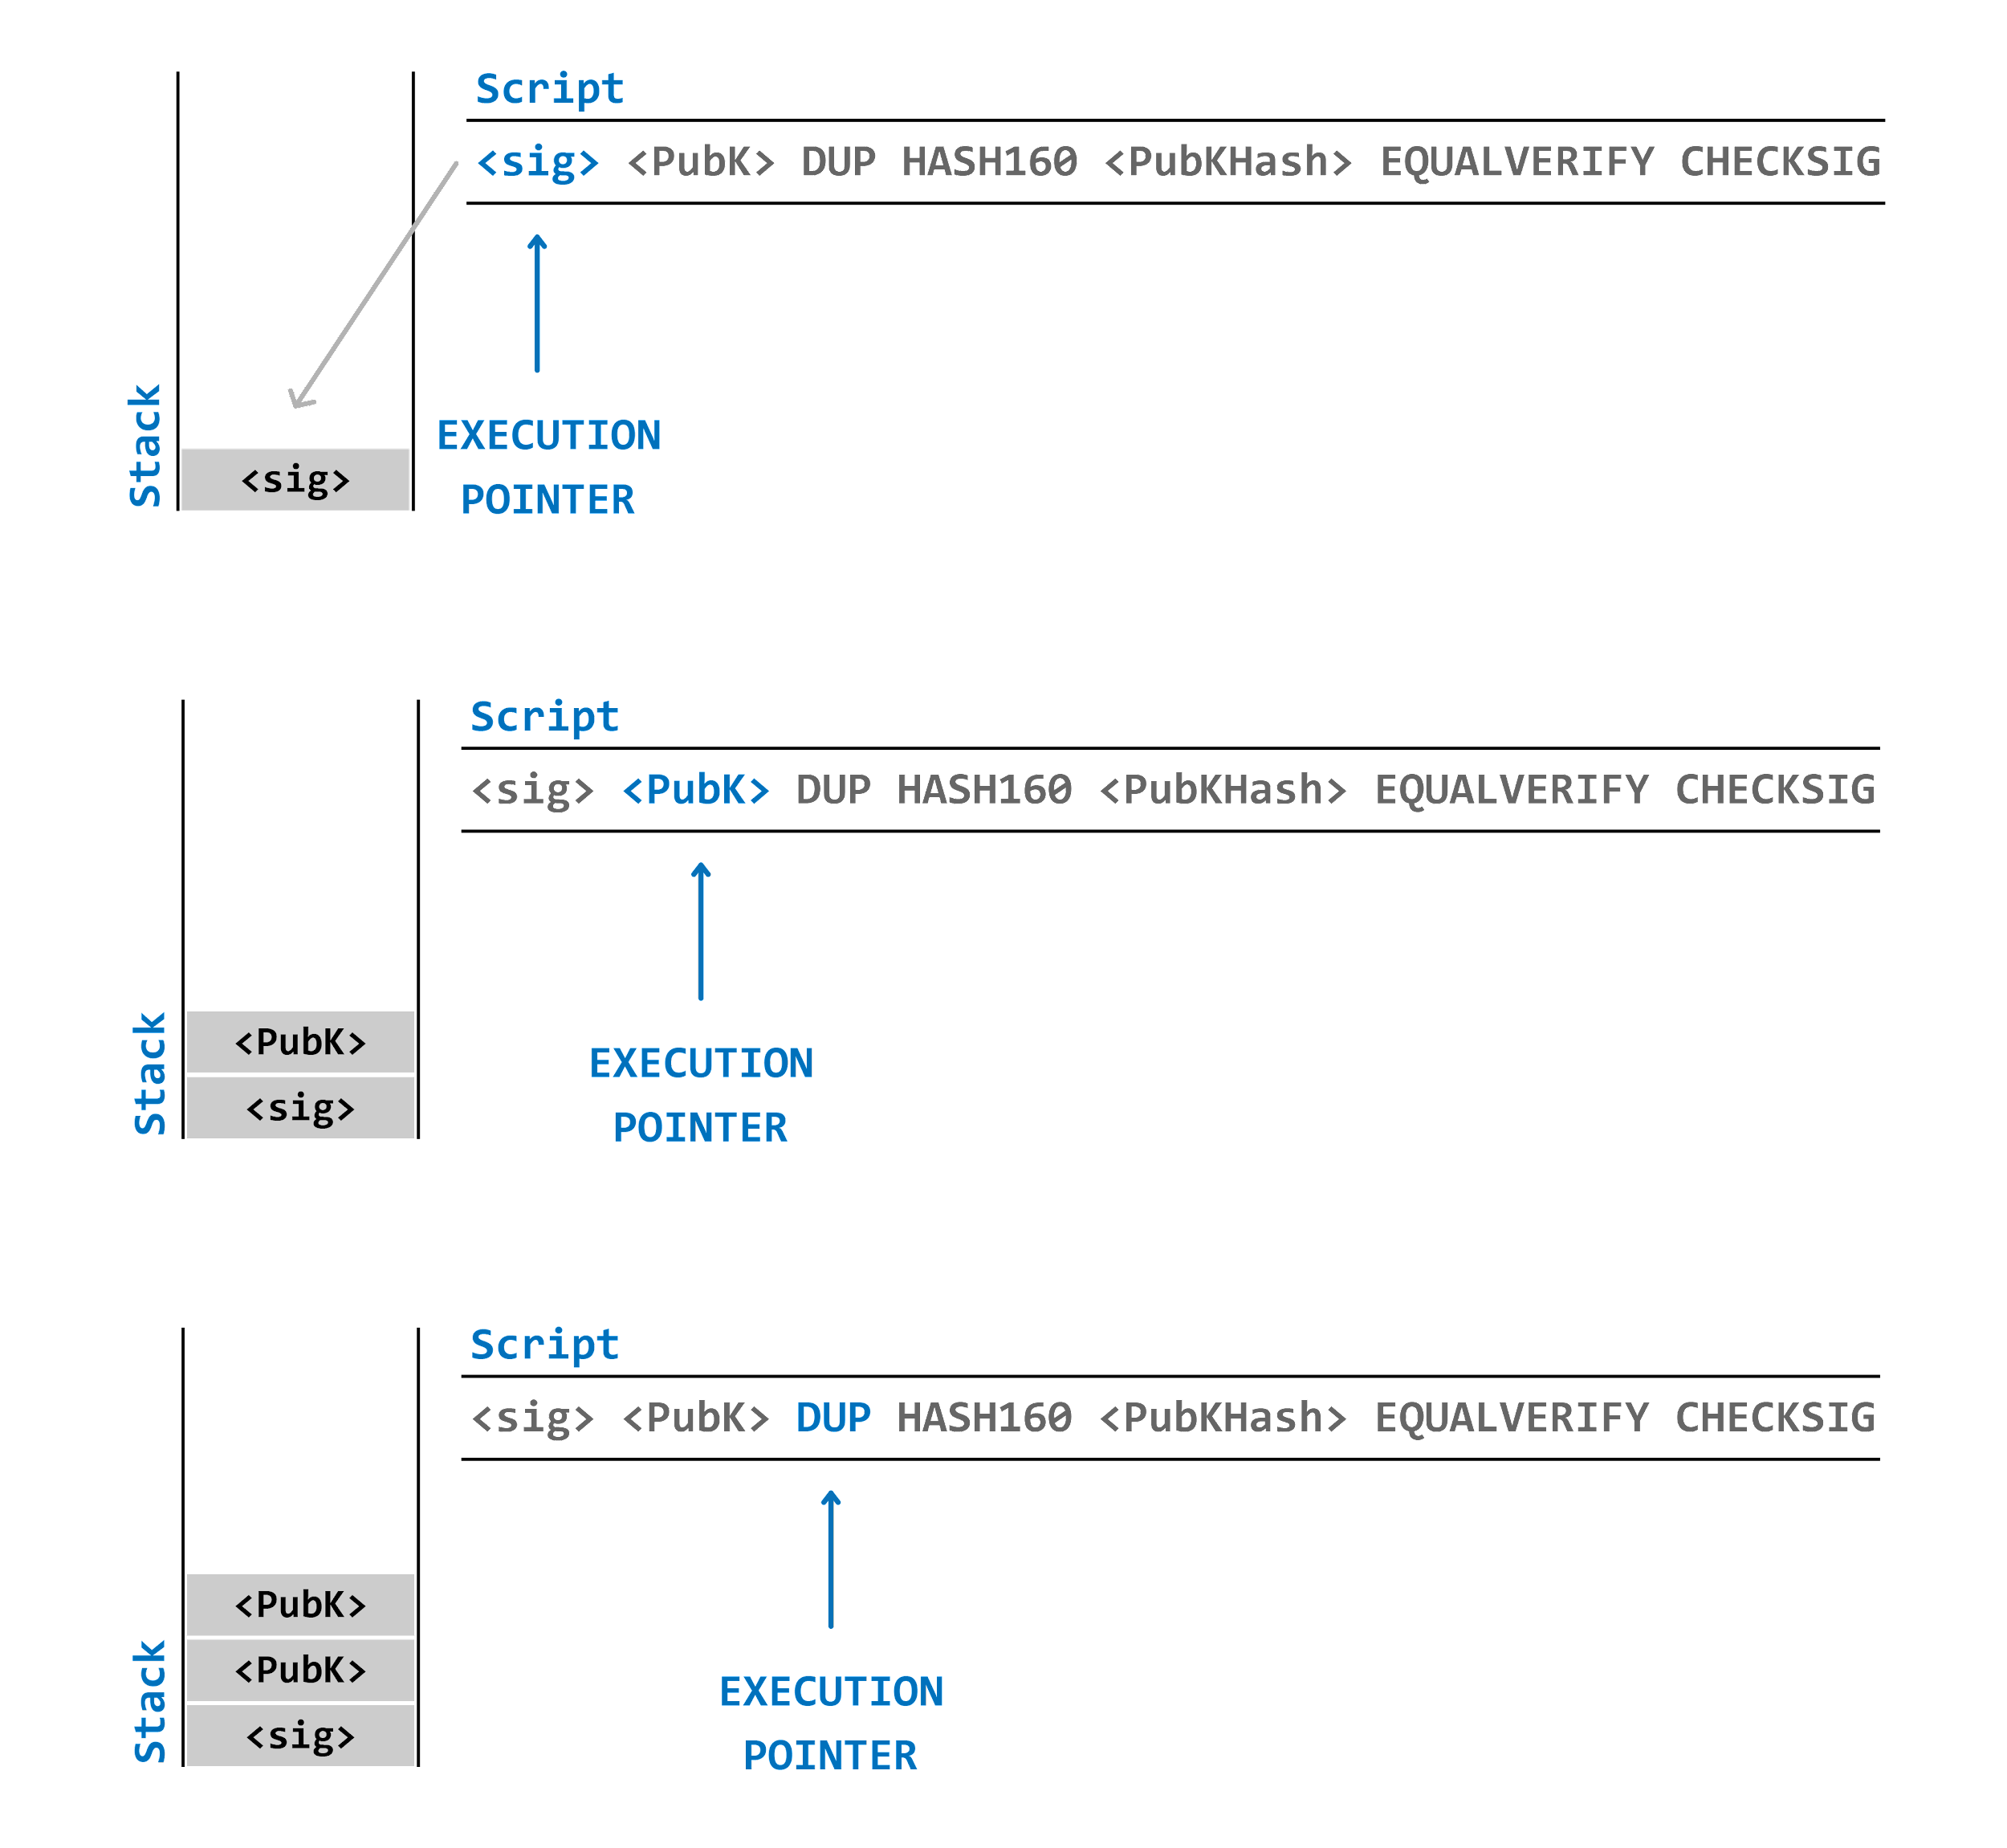 Script
<sig> <PubK> DUP HASH160 <PubKHash> EQUALVERIFY CHECKSIG
Stack
<sig>
EXECUTION
POINTER
Script
<sig> <PubK> DUP HASH160 <PubKHash> EQUALVERIFY CHECKSIG
Stack
<PubK>
<sig>
EXECUTION
POINTER
Script
<sig> <PubK> DUP HASH160 <PubKHash> EQUALVERIFY CHECKSIG
Stack
<PubK>
<PubK>
<sig>
EXECUTION
POINTER